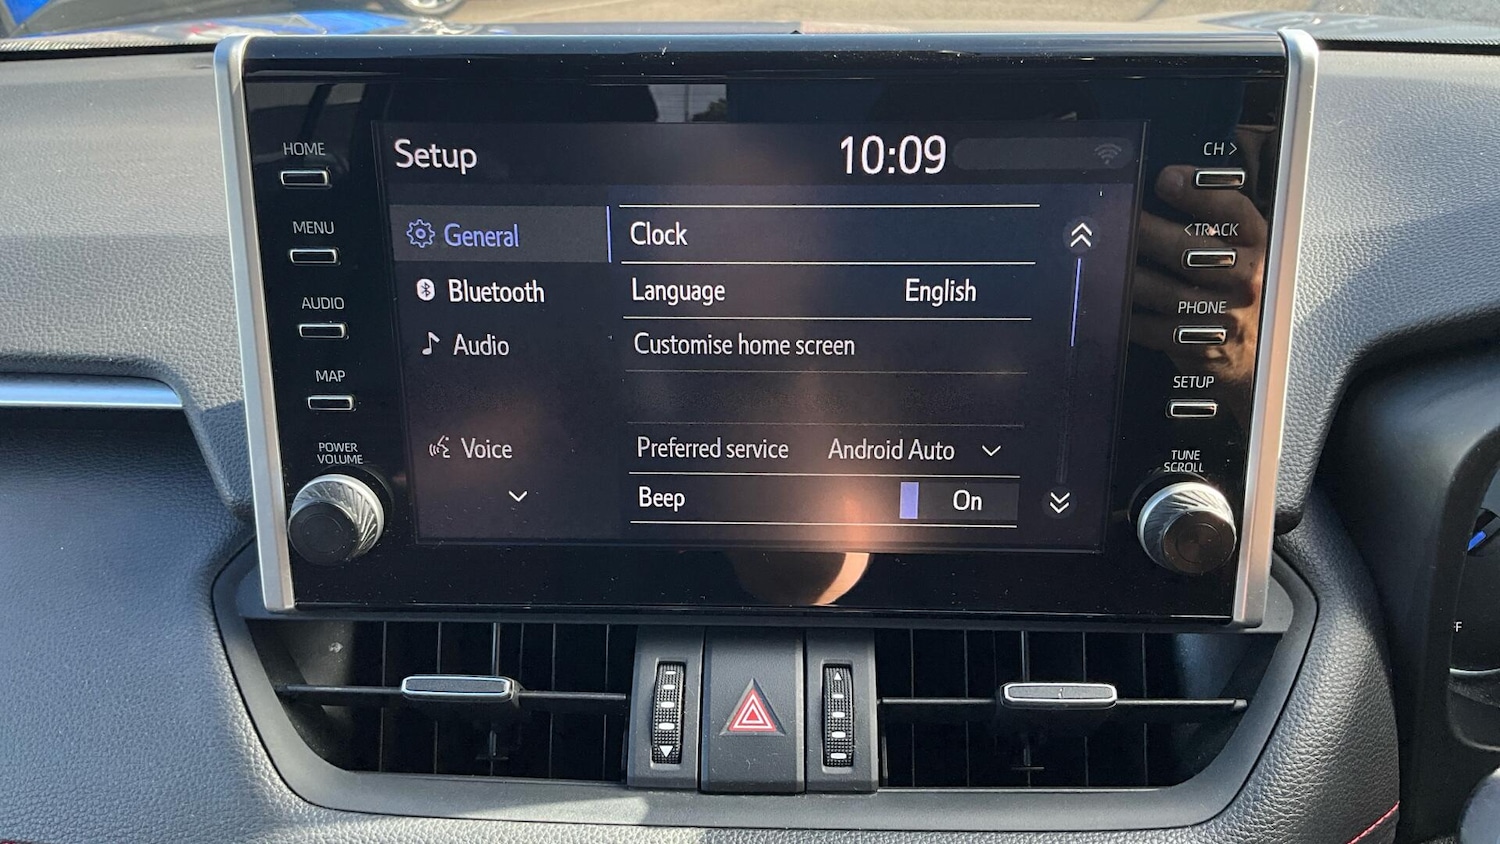 Setup 10:09
HOME
MENU
AUDIO
MAP
POWER
VOLUME
General
Bluetooth
Audio
Voice
Clock
Language English
Customise home screen
Preferred service Android Auto
Beep On
CH >
< TRACK
PHONE
SETUP
TUNE
SCROLL
F